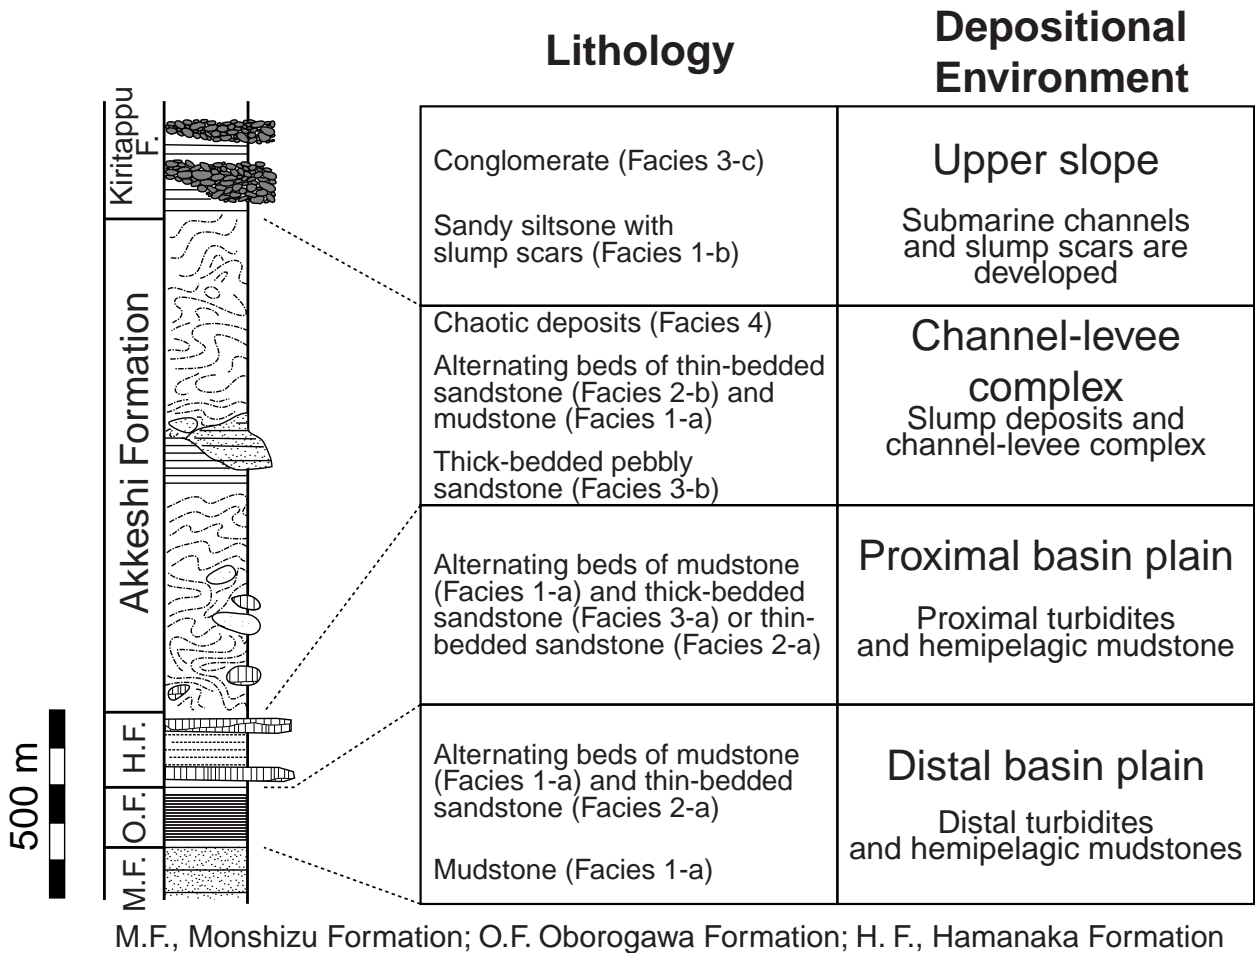 Lithology
Depositional
Environment
Kiritappu
F.
Akkeshi Formation
H.F.
O.F.
M.F.
500 m
Conglomerate (Facies 3-c)
Sandy siltsone with
slump scars (Facies 1-b)
Upper slope
Submarine channels
and slump scars are
developed
Chaotic deposits (Facies 4)
Alternating beds of thin-bedded
sandstone (Facies 2-b) and
mudstone (Facies 1-a)
Thick-bedded pebbly
sandstone (Facies 3-b)
Channel-levee
complex
Slump deposits and
channel-levee complex
Alternating beds of mudstone
(Facies 1-a) and thick-bedded
sandstone (Facies 3-a) or thin-
bedded sandstone (Facies 2-a)
Proximal basin plain
Proximal turbidites
and hemipelagic mudstone
Alternating beds of mudstone
(Facies 1-a) and thin-bedded
sandstone (Facies 2-a)
Mudstone (Facies 1-a)
Distal basin plain
Distal turbidites
and hemipelagic mudstones
M.F., Monshizu Formation; O.F. Oborogawa Formation; H. F., Hamanaka Formation